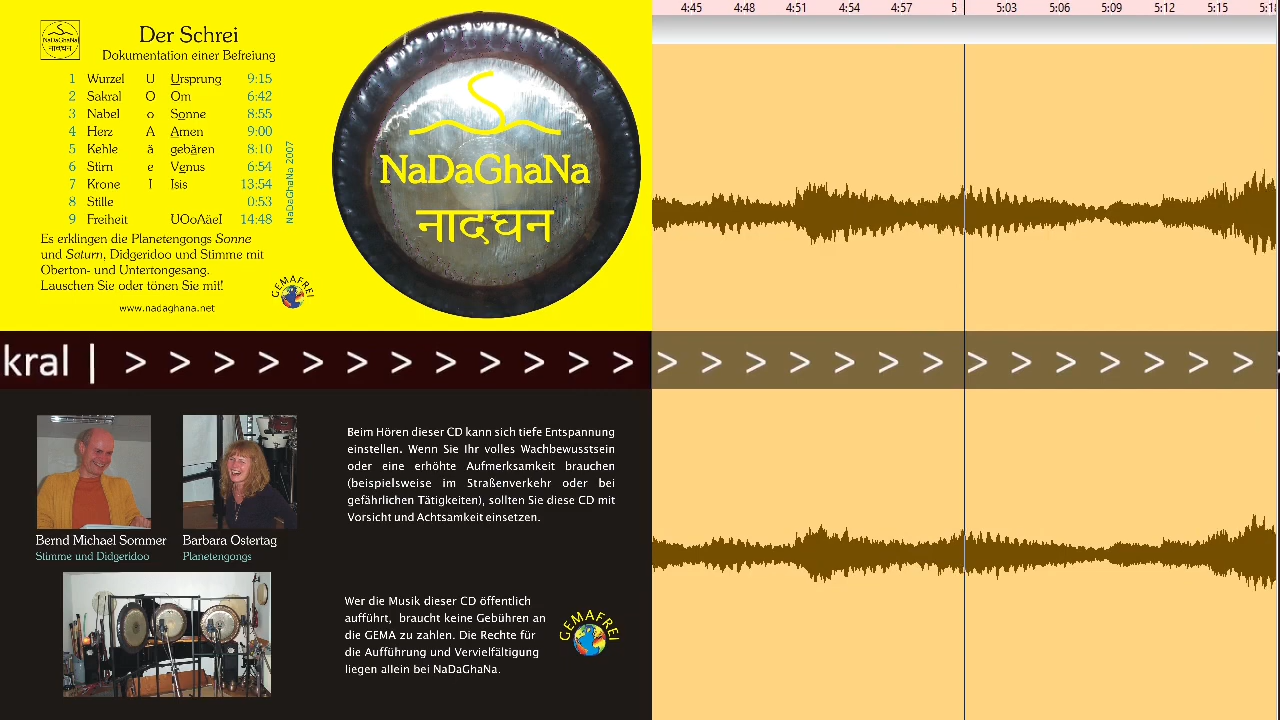 NaDaGhaNa
नादघन
Der Schrei
Dokumentation einer Befreiung
1 Wurzel U Ursprung 9:15
2 Sakral O Om 6:42
3 Nabel o Sonne 8:55
4 Herz A Amen 9:00
5 Kehle ä gebären 8:10
6 Stirn e Venus 6:54
7 Krone I Isis 13:54
8 Stille 0:53
9 Freiheit UOoAäeI 14:48
NaDaGhaNa 2007
Es erklingen die Planetengongs Sonne
und Saturn, Didgeridoo und Stimme mit
Oberton- und Untertongesang.
Lauschen Sie oder tönen Sie mit!
www.nadaghana.net
GEMAFREI
NaDaGhaNa
नादघन
4:45 4:48 4:51 4:54 4:57 5 5:03 5:06 5:09 5:12 5:15 5:18
kral | > > > > > > > > > > > > > > > > > > > > > > > > > >
Bernd Michael Sommer
Stimme und Didgeridoo
Barbara Ostertag
Planetengongs
Beim Hören dieser CD kann sich tiefe Entspannung
einstellen. Wenn Sie Ihr volles Wachbewusstsein
oder eine erhöhte Aufmerksamkeit brauchen
(beispielsweise im Straßenverkehr oder bei
gefährlichen Tätigkeiten), sollten Sie diese CD mit
Vorsicht und Achtsamkeit einsetzen.
Wer die Musik dieser CD öffentlich
aufführt, braucht keine Gebühren an
die GEMA zu zahlen. Die Rechte für
die Aufführung und Vervielfältigung
liegen allein bei NaDaGhaNa.
GEMAFREI